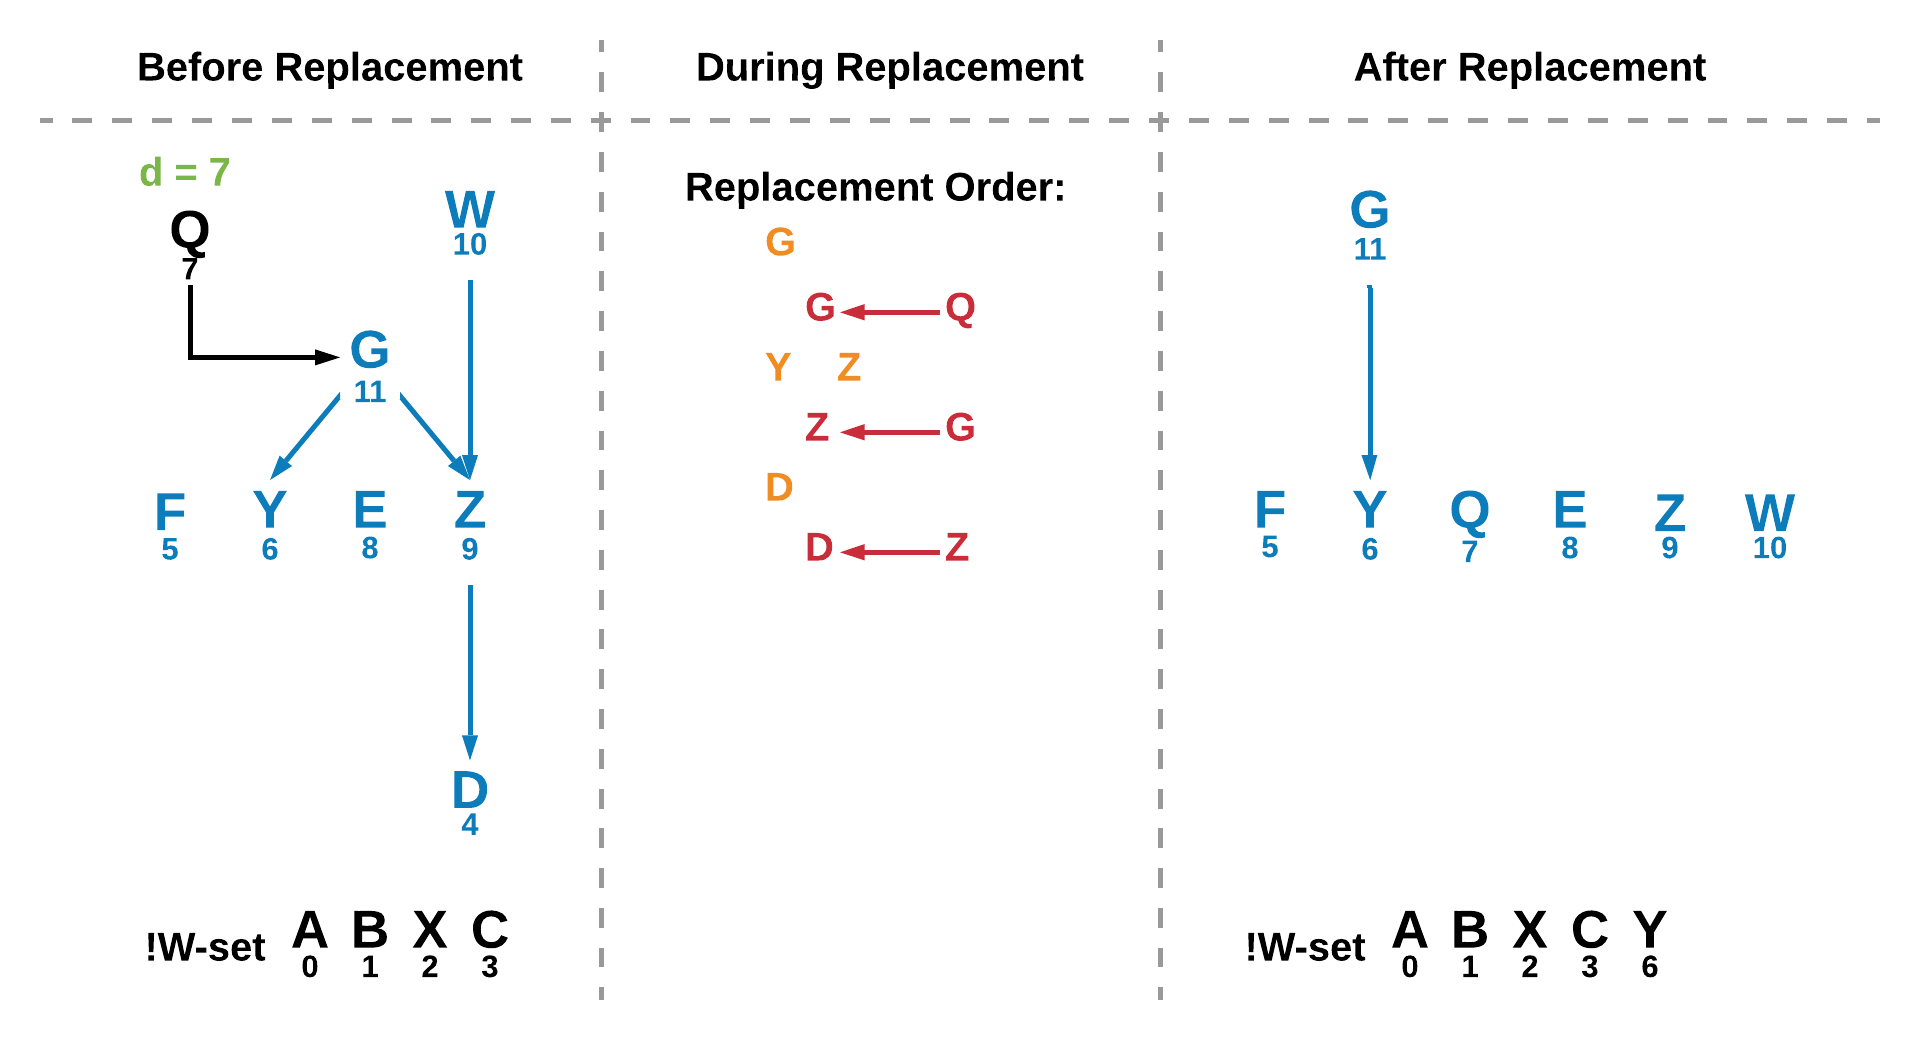 Before Replacement
d = 7
Q
7
W
10
G
11
F Y E Z
5 6 8 9
D
4
!W-set A B X C
0 1 2 3
During Replacement
Replacement Order:
G
G Q
Y Z
Z G
D
D Z
After Replacement
G
11
F Y Q E Z W
5 6 7 8 9 10
!W-set A B X C Y
0 1 2 3 6